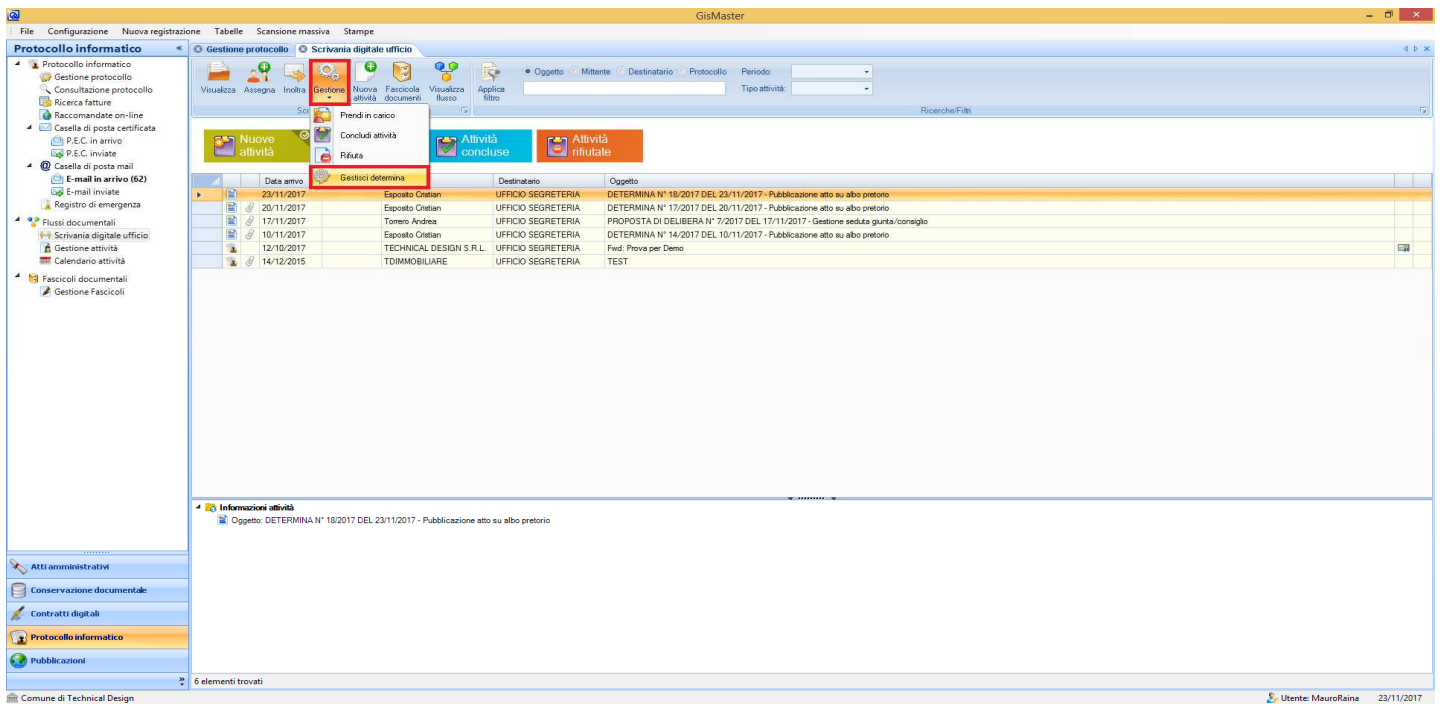 GisMaster
File Configurazione Nuova registrazione Tabelle Scansione massiva Stampe
Protocollo informatico «
Protocollo informatico
Gestione protocollo
Consultazione protocollo
Ricerca fatture
Raccomandate on-line
Casella di posta certificata
P.E.C. in arrivo
P.E.C. inviate
Casella di posta mail
E-mail in arrivo (62)
E-mail inviate
Registro di emergenza
Flussi documentali
Scrivania digitale ufficio
Gestione attività
Calendario attività
Fascicoli documentali
Gestione Fascicoli
Atti amministrativi
Conservazione documentale
Contratti digitali
Protocollo informatico
Pubblicazioni
Gestione protocollo Scrivania digitale ufficio
Visualizza Assegna Inoltra Gestione Nuova attività Fascicola documenti Visualizza flusso Applica filtro
Oggetto Mittente Destinatario Protocollo Periodo:
Tipo attività:
Scr Ricerche/Filtri
Prendi in carico
Concludi attività
Rifiuta
Gestisci determina
Nuove attività
Attività concluse
Attività rifiutate
Data arrivo Destinatario Oggetto
23/11/2017 Esposito Cristian UFFICIO SEGRETERIA DETERMINA N° 18/2017 DEL 23/11/2017 - Pubblicazione atto su albo pretorio
20/11/2017 Esposito Cristian UFFICIO SEGRETERIA DETERMINA N° 17/2017 DEL 20/11/2017 - Pubblicazione atto su albo pretorio
17/11/2017 Torrero Andrea UFFICIO SEGRETERIA PROPOSTA DI DELIBERA N° 7/2017 DEL 17/11/2017 - Gestione seduta giunta/consiglio
10/11/2017 Esposito Cristian UFFICIO SEGRETERIA DETERMINA N° 14/2017 DEL 10/11/2017 - Pubblicazione atto su albo pretorio
12/10/2017 TECHNICAL DESIGN S.R.L. UFFICIO SEGRETERIA Fwd: Prova per Demo
14/12/2015 TDIMMOBILIARE UFFICIO SEGRETERIA TEST
Informazioni attività
Oggetto: DETERMINA N° 18/2017 DEL 23/11/2017 - Pubblicazione atto su albo pretorio
6 elementi trovati
Comune di Technical Design Utente: MauroRaina 23/11/2017